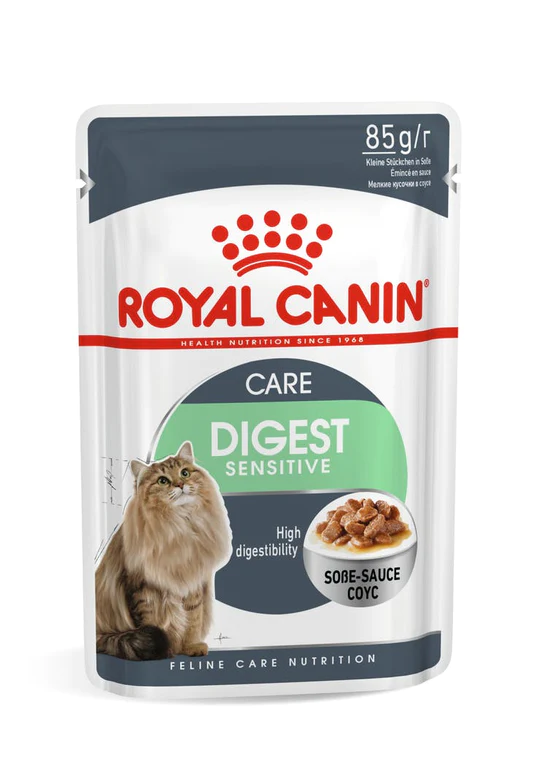 85g/г
Kleine Stückchen in Soße
Émincé en sauce
Мелкие кусочки в соусе
ROYAL CANIN®
HEALTH NUTRITION SINCE 1968
CARE
DIGEST
SENSITIVE
High
digestibility
SOßE-SAUCE
СОУС
FELINE CARE NUTRITION